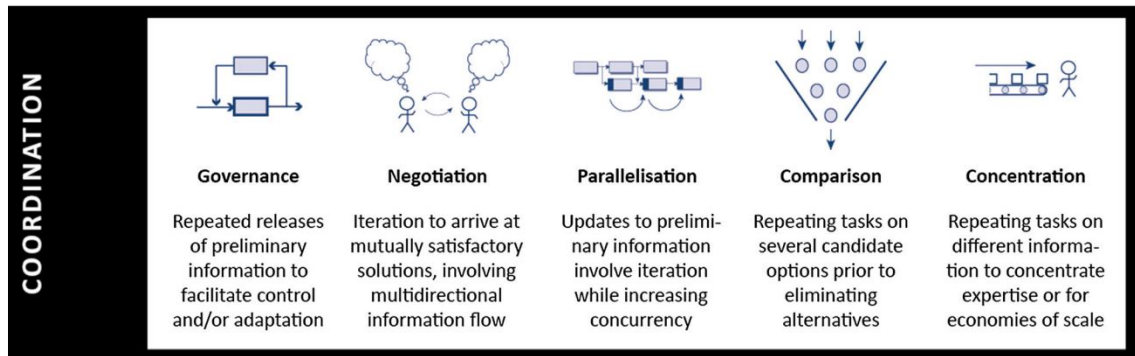 COORDINATION
Governance
Repeated releases
of preliminary
information to
facilitate control
and/or adaptation
Negotiation
Iteration to arrive at
mutually satisfactory
solutions, involving
multidirectional
information flow
Parallelisation
Updates to prelimi-
nary information
involve iteration
while increasing
concurrency
Comparison
Repeating tasks on
several candidate
options prior to
eliminating
alternatives
Concentration
Repeating tasks on
different informa-
tion to concentrate
expertise or for
economies of scale